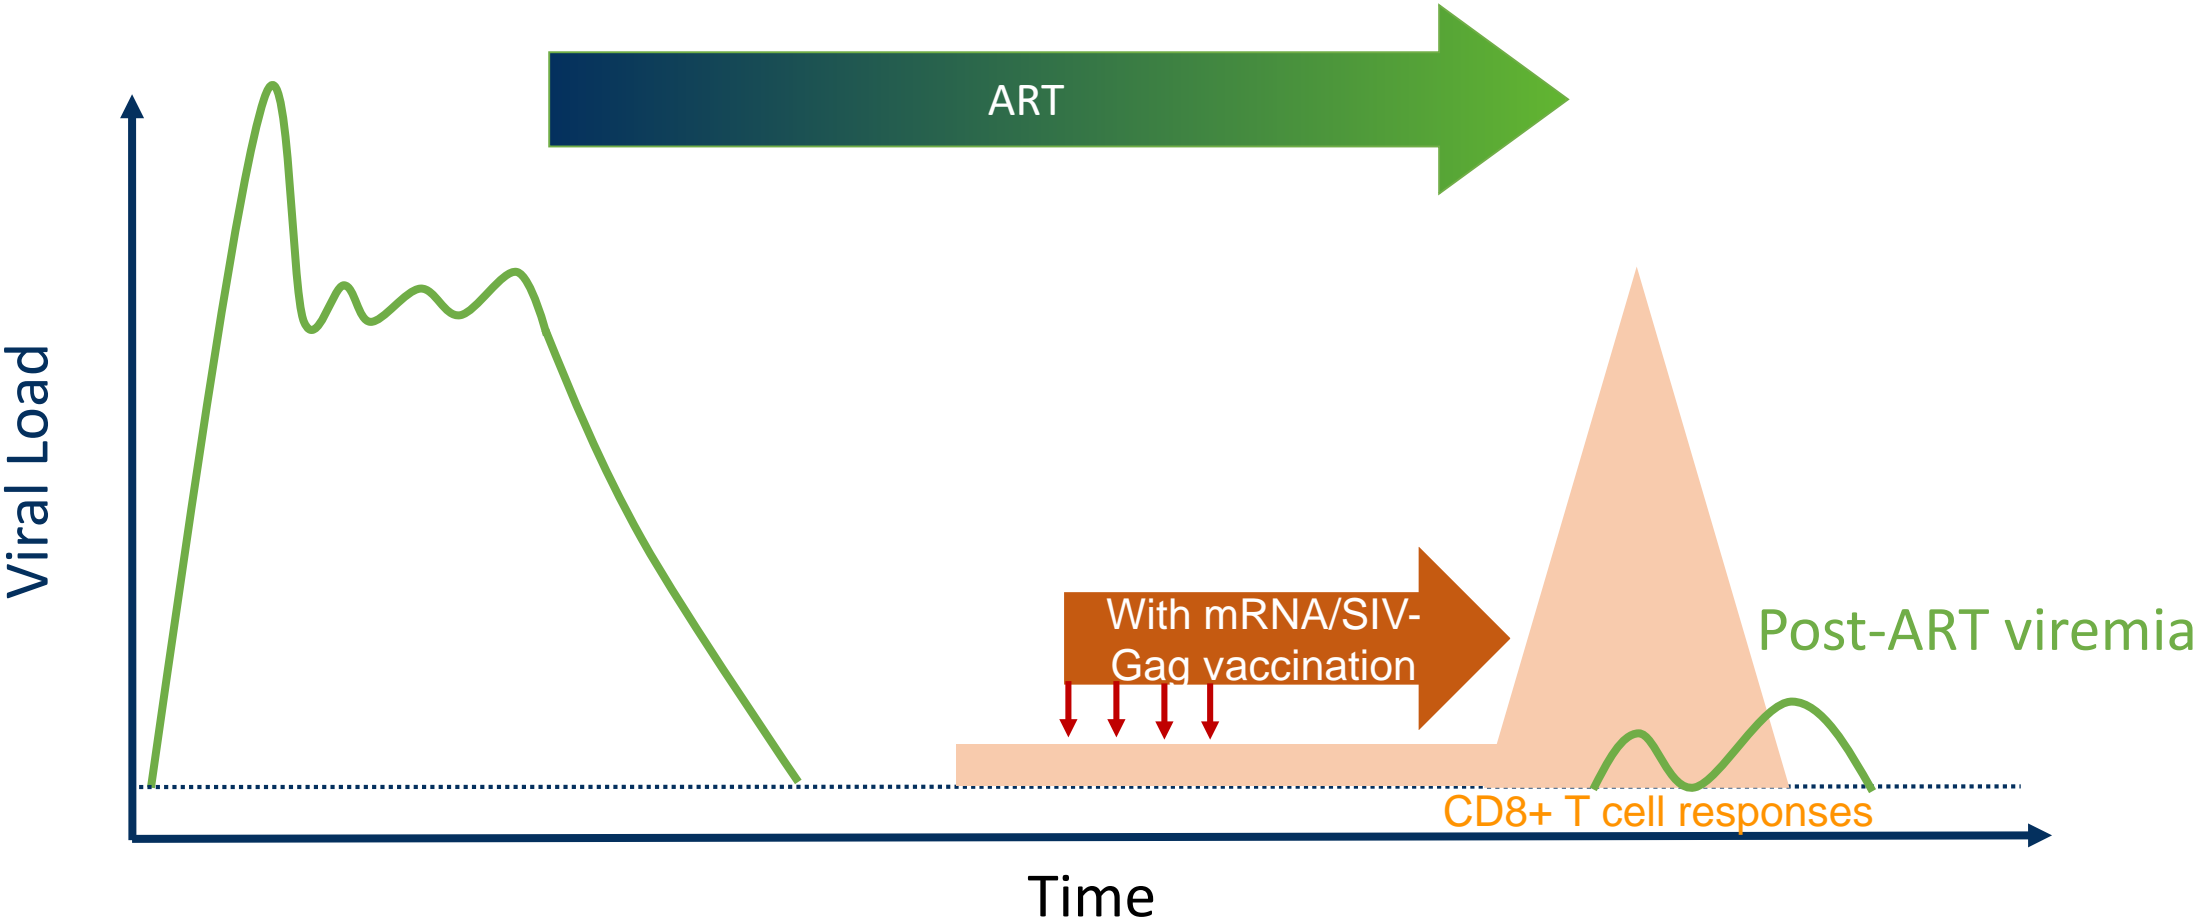 ART
Viral Load
With mRNA/SIV-
Gag vaccination
Post-ART viremia
CD8+ T cell responses
Time